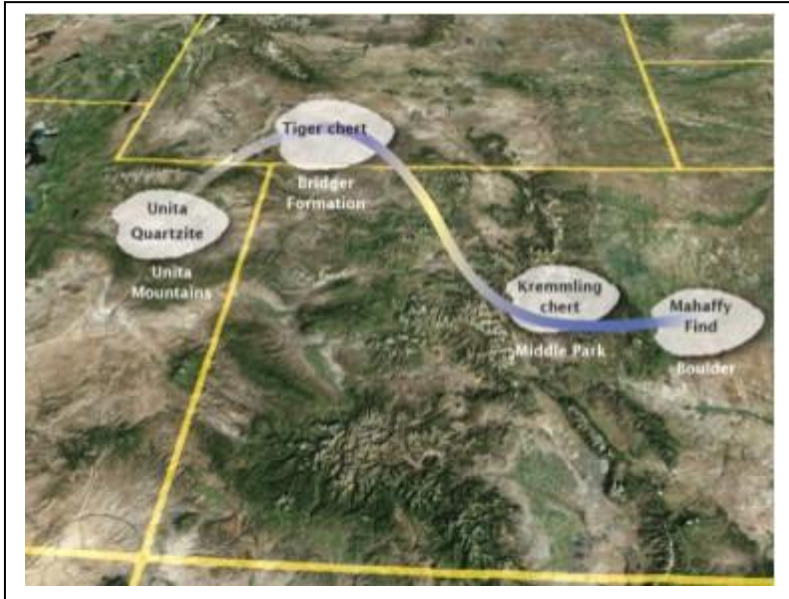 Tiger chert
Bridger
Formation
Unita
Quartzite
Unita
Mountains
Kremmling
chert
Middle Park
Mahaffy
Find
Boulder